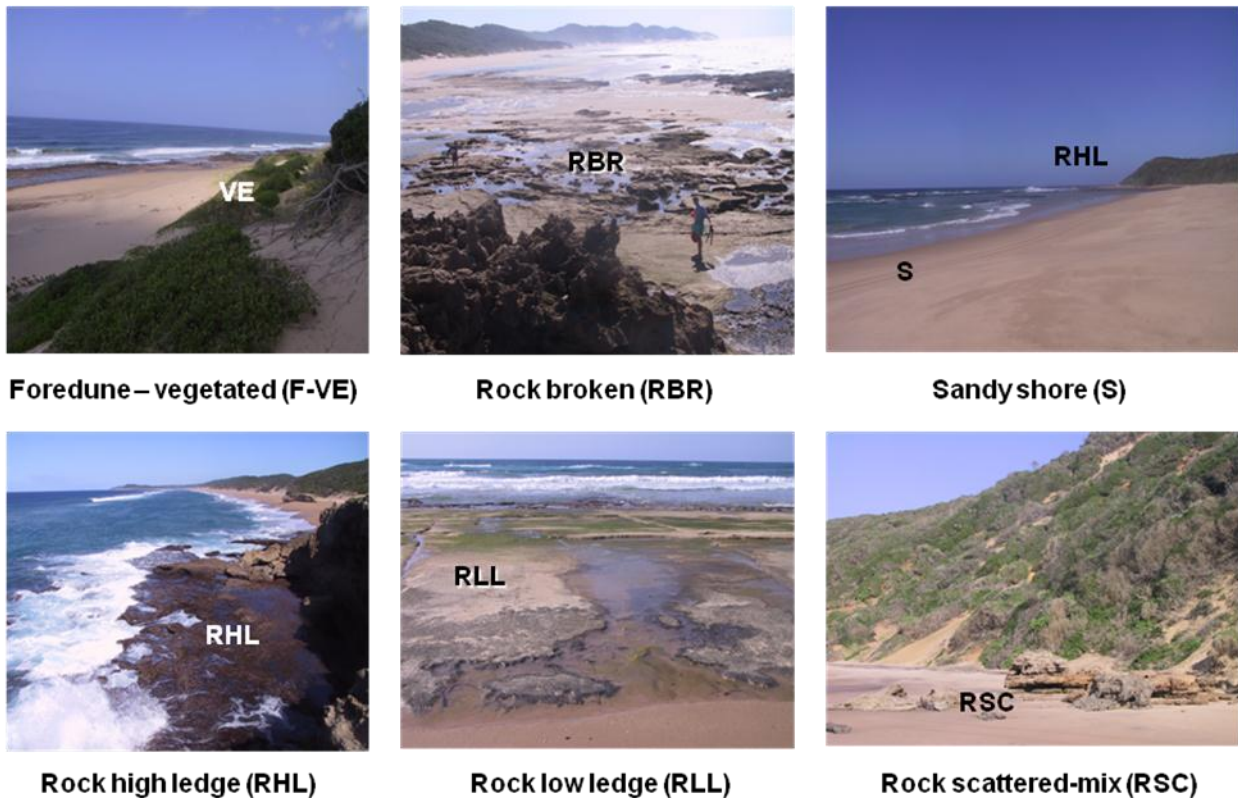 VE
RBR
RHL
S
Foredune – vegetated (F-VE)
Rock broken (RBR)
Sandy shore (S)
RHL
RLL
RSC
Rock high ledge (RHL)
Rock low ledge (RLL)
Rock scattered-mix (RSC)